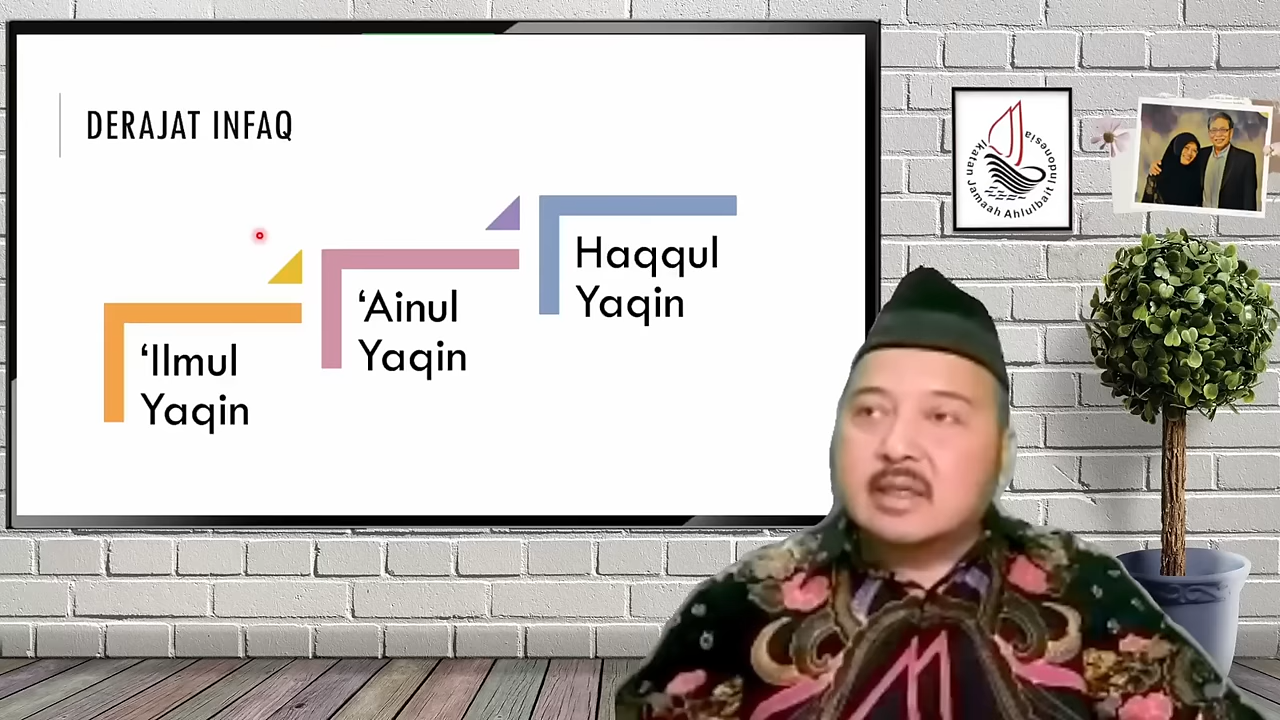 DERAJAT INFAQ
‘Ilmul
Yaqin
‘Ainul
Yaqin
Haqqul
Yaqin
Ikatan Jamaah Ahlulbait Indonesia